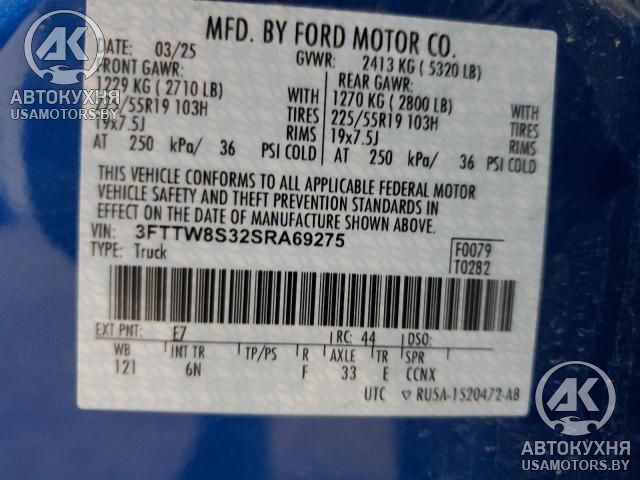 MFD. BY FORD MOTOR CO.
DATE: 03/25
GVWR: 2413 KG ( 5320 LB)
FRONT GAWR:
REAR GAWR:
1229 KG ( 2710 LB)
WITH
1270 KG ( 2800 LB)
WITH
/55R19 103H
TIRES
225/55R19 103H
TIRES
19x7.5J
RIMS
19x7.5J
RIMS
AT 250 kPa/ 36 PSI COLD
AT 250 kPa/ 36 PSI COLD
THIS VEHICLE CONFORMS TO ALL APPLICABLE FEDERAL MOTOR
VEHICLE SAFETY AND THEFT PREVENTION STANDARDS IN
EFFECT ON THE DATE OF MANUFACTURE SHOWN ABOVE.
VIN: 3FTTW8S32SRA69275
TYPE: Truck
F0079
T0282
EXT PNT: E7
RC: 44
DSO:
WB
INT TR
TP/PS
R
AXLE
TR
SPR
121
6N
F
33
E
CCNX
UTC ▽ RU5A-1520472-AB
АК
АВТОКУХНЯ
USAMOTORS.BY
АК
АВТОКУХНЯ
USAMOTORS.BY